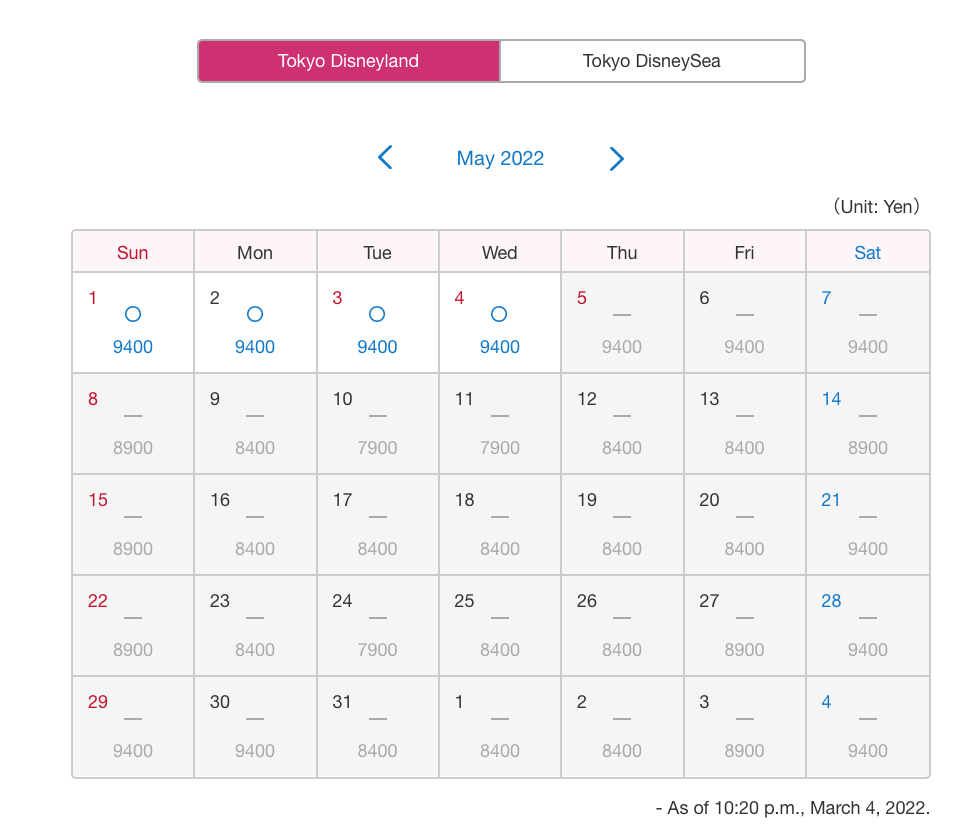 Tokyo Disneyland Tokyo DisneySea
May 2022
(Unit: Yen)
Sun Mon Tue Wed Thu Fri Sat
1 2 3 4 5 6 7
9400 9400 9400 9400 9400 9400 9400
8 9 10 11 12 13 14
8900 8400 7900 7900 8400 8400 8900
15 16 17 18 19 20 21
8900 8400 8400 8400 8400 8400 9400
22 23 24 25 26 27 28
8900 8400 7900 8400 8400 8900 9400
29 30 31 1 2 3 4
9400 9400 8400 8400 8400 8900 9400
- As of 10:20 p.m., March 4, 2022.